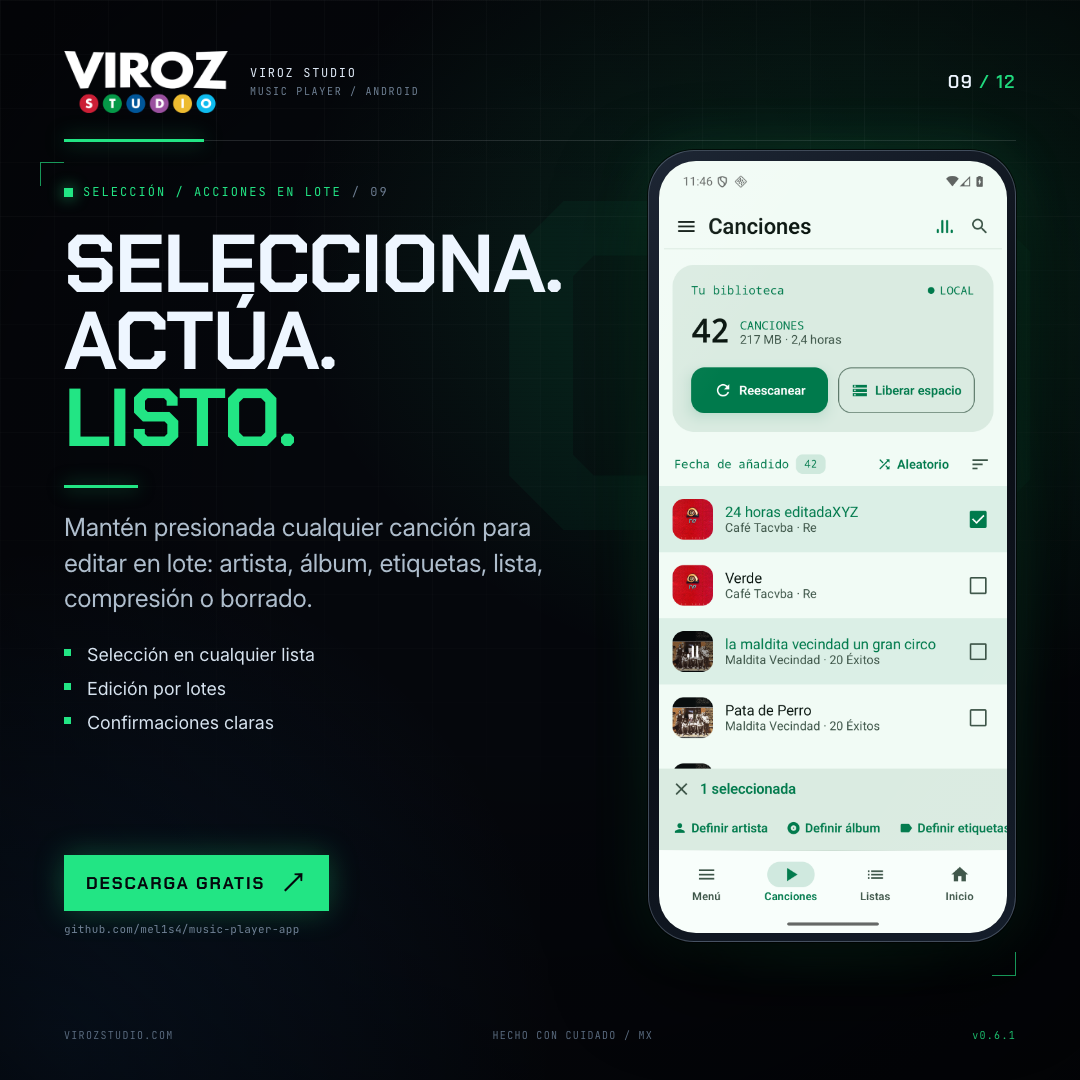 VIROZ
STUDIO
VIROZ STUDIO
MUSIC PLAYER / ANDROID
09 / 12
SELECCIÓN / ACCIONES EN LOTE / 09
SELECCIONA.
ACTÚA.
LISTO.
Mantén presionada cualquier canción para
editar en lote: artista, álbum, etiquetas, lista,
compresión o borrado.
Selección en cualquier lista
Edición por lotes
Confirmaciones claras
DESCARGA GRATIS
github.com/mel1s4/music-player-app
11:46
Canciones
Tu biblioteca
LOCAL
42
CANCIONES
217 MB · 2,4 horas
Reescanear
Liberar espacio
Fecha de añadido 42
Aleatorio
24 horas editadaXYZ
Café Tacvba · Re
Verde
Café Tacvba · Re
la maldita vecindad un gran circo
Maldita Vecindad · 20 Éxitos
Pata de Perro
Maldita Vecindad · 20 Éxitos
1 seleccionada
Definir artista
Definir álbum
Definir etiquetas
Menú
Canciones
Listas
Inicio
VIROZSTUDIO.COM
HECHO CON CUIDADO / MX
v0.6.1